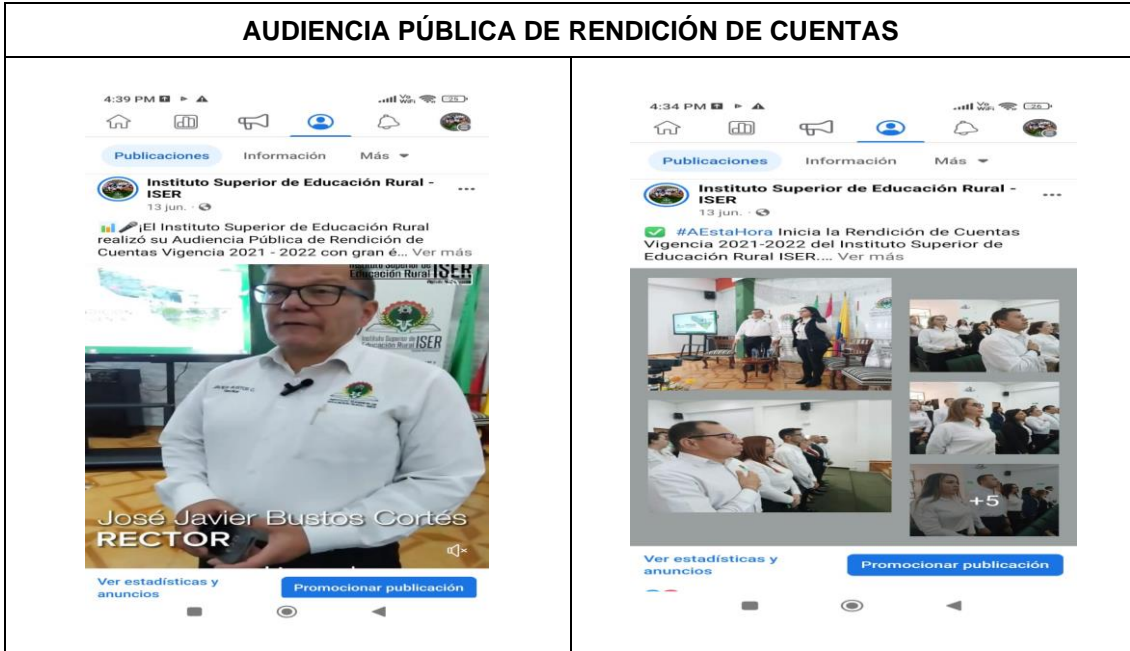 AUDIENCIA PÚBLICA DE RENDICIÓN DE CUENTAS
4:39 PM
25
Publicaciones Información Más
Instituto Superior de Educación Rural -
ISER
13 jun. ·
¡El Instituto Superior de Educación Rural
realizó su Audiencia Pública de Rendición de
Cuentas Vigencia 2021 - 2022 con gran é... Ver más
Educación Rural ISER
Instituto Superior de
Educación Rural ISER
José Javier Bustos Cortés
RECTOR
Ver estadísticas y
anuncios
Promocionar publicación
4:34 PM
26
Publicaciones Información Más
Instituto Superior de Educación Rural -
ISER
13 jun. ·
#AEstaHora Inicia la Rendición de Cuentas
Vigencia 2021-2022 del Instituto Superior de
Educación Rural ISER.... Ver más
+5
Ver estadísticas y
anuncios
Promocionar publicación